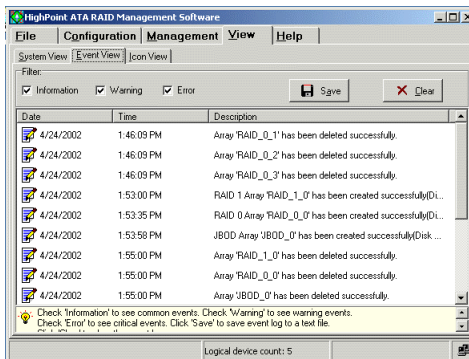 HighPoint ATA RAID Management Software
File Configuration Management View Help
System View Event View Icon View
Filter:
Information Warning Error Save Clear
Date Time Description
4/24/2002 1:46:09 PM Array 'RAID_0_1' has been deleted successfully.
4/24/2002 1:46:09 PM Array 'RAID_0_2' has been deleted successfully.
4/24/2002 1:46:09 PM Array 'RAID_0_3' has been deleted successfully.
4/24/2002 1:53:00 PM RAID 1 Array 'RAID_1_0' has been created successfully(Di...
4/24/2002 1:53:35 PM RAID 0 Array 'RAID_0_0' has been created successfully(Di...
4/24/2002 1:53:58 PM JBOD Array 'JBOD_0' has been created successfully(Disk ...
4/24/2002 1:55:00 PM Array 'RAID_1_0' has been deleted successfully.
4/24/2002 1:55:00 PM Array 'RAID_0_0' has been deleted successfully.
4/24/2002 1:55:00 PM Array 'JBOD_0' has been deleted successfully.
Check 'Information' to see common events. Check 'Warning' to see warning events.
Check 'Error' to see critical events. Click 'Save' to save event log to a text file.
Logical device count: 5